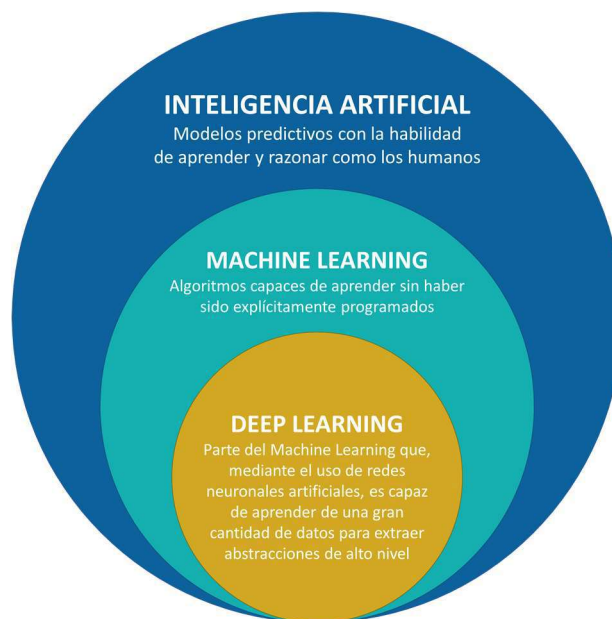 INTELIGENCIA ARTIFICIAL
Modelos predictivos con la habilidad
de aprender y razonar como los humanos
MACHINE LEARNING
Algoritmos capaces de aprender sin haber
sido explícitamente programados
DEEP LEARNING
Parte del Machine Learning que,
mediante el uso de redes
neuronales artificiales, es capaz
de aprender de una gran
cantidad de datos para extraer
abstracciones de alto nivel